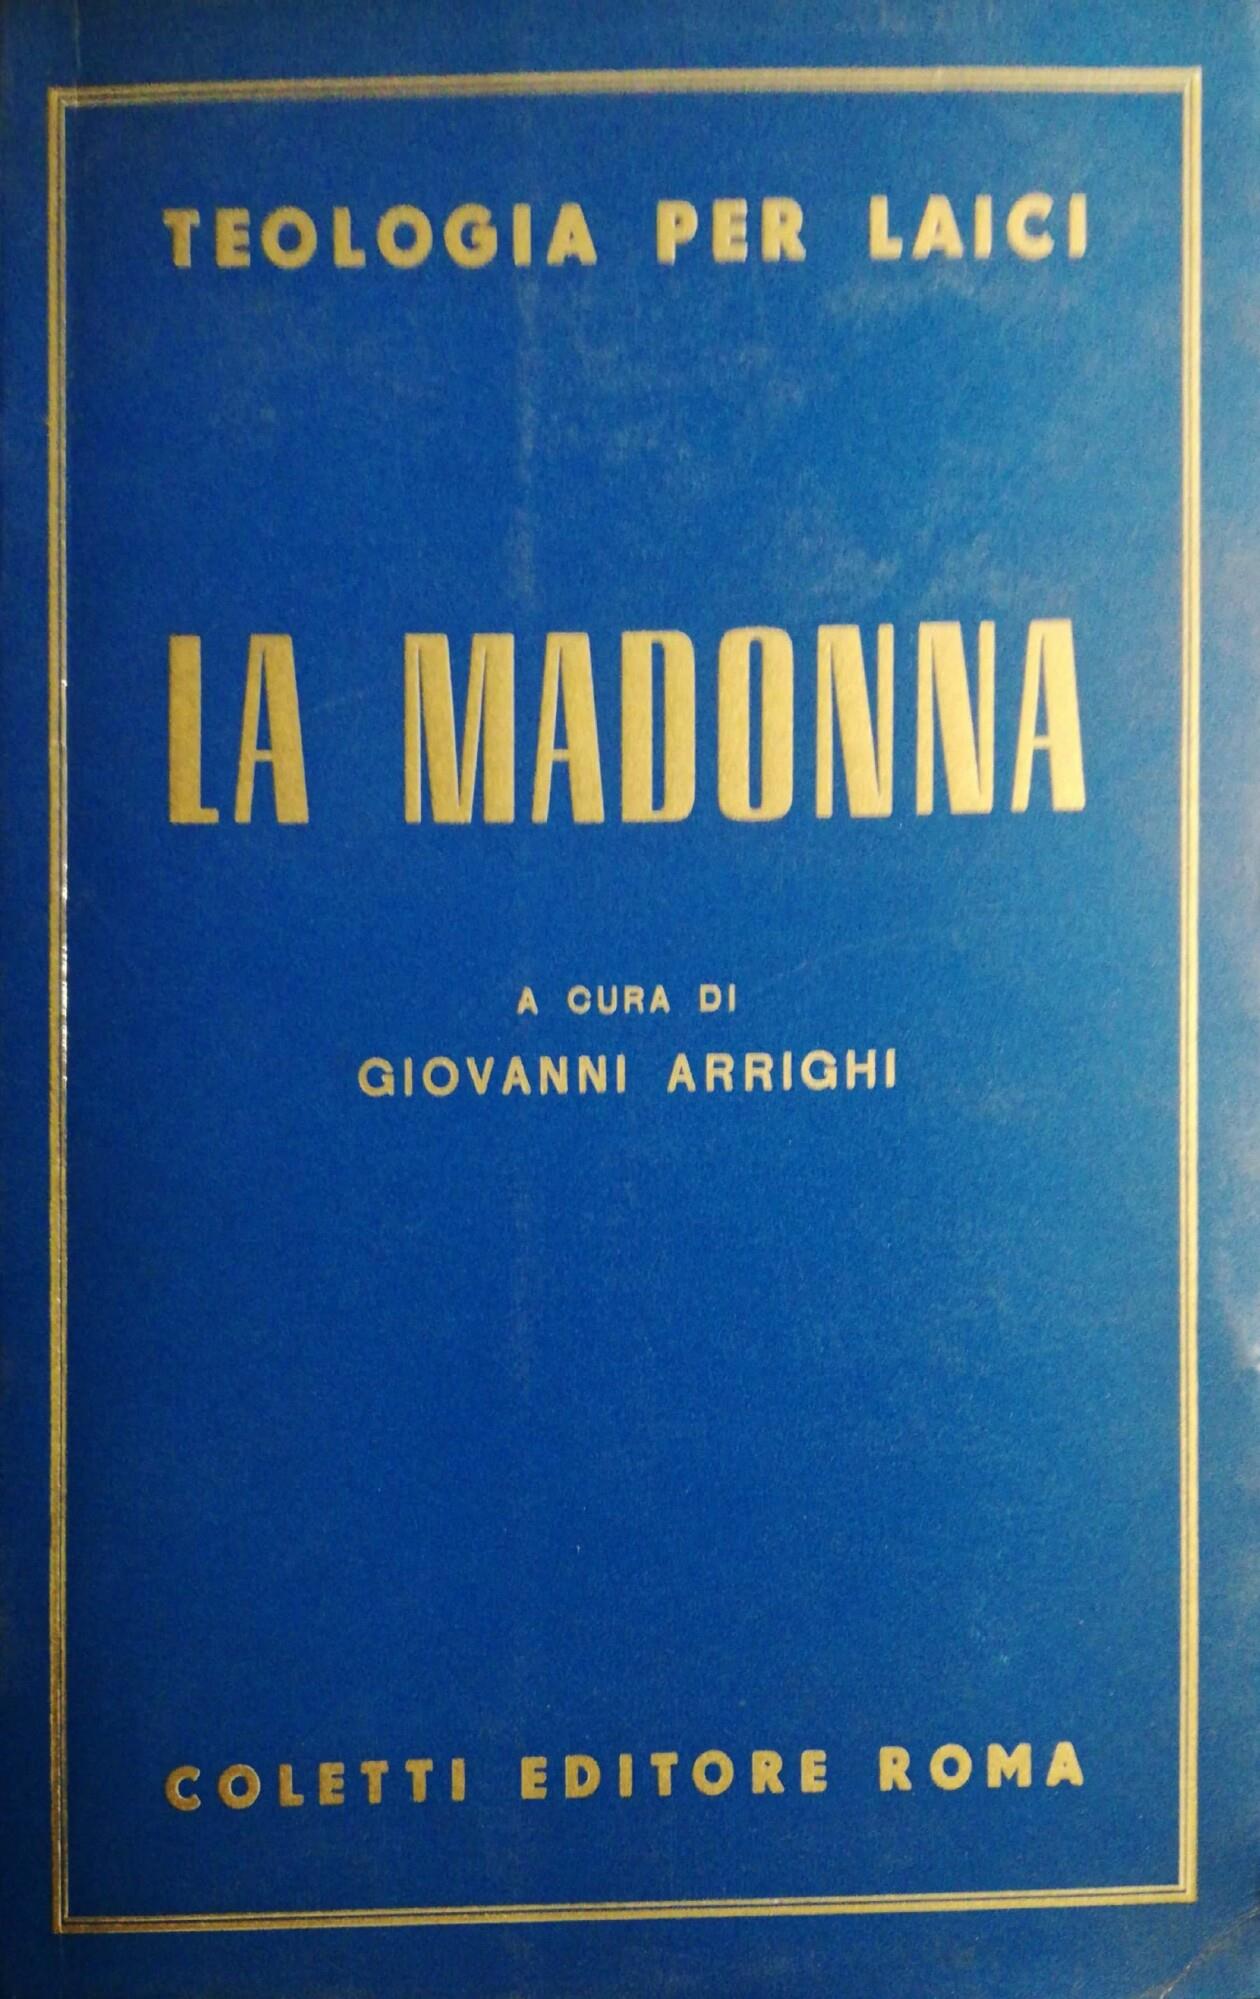 TEOLOGIA PER LAICI
LA MADONNA
A CURA DI
GIOVANNI ARRIGHI
COLETTI EDITORE ROMA